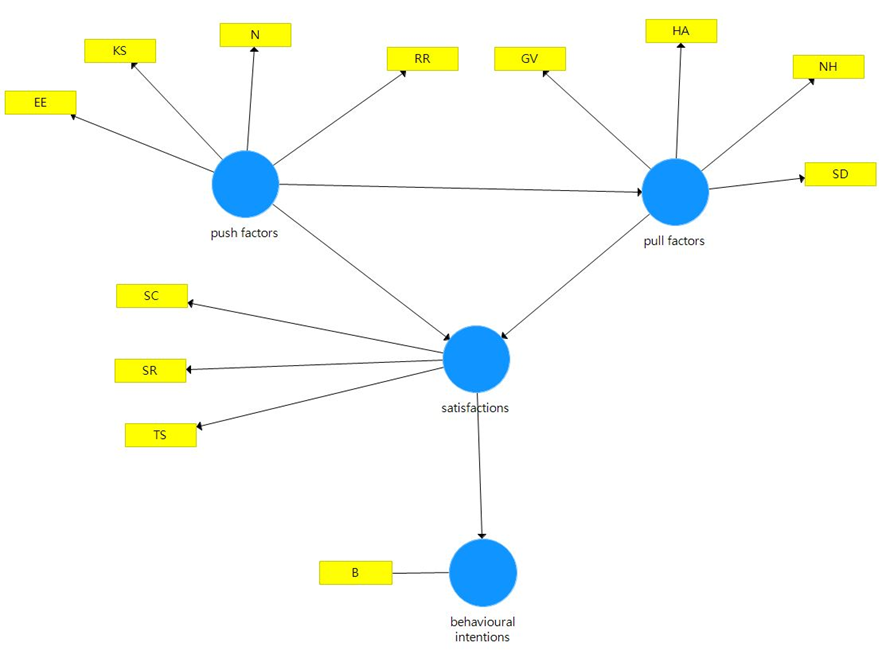 HA
N
KS
RR
GV
NH
EE
SD
push factors
pull factors
SC
SR
satisfactions
TS
B
behavioural
intentions